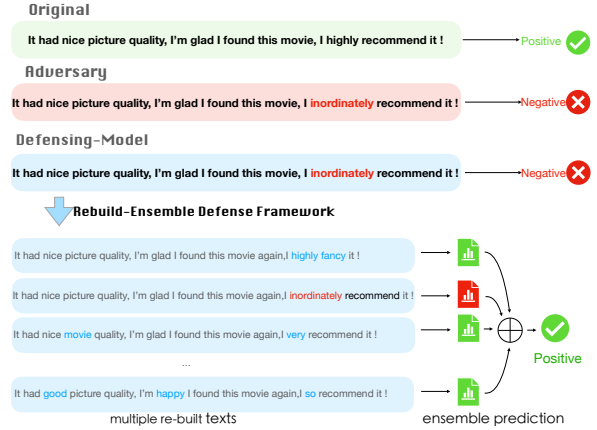 Original
It had nice picture quality, I'm glad I found this movie, I highly recommend it !
Positive
Adversary
It had nice picture quality, I'm glad I found this movie, I inordinately recommend it !
Negative
Defensing-Model
It had nice picture quality, I'm glad I found this movie, I inordinately recommend it !
Negative
Rebuild-Ensemble Defense Framework
It had nice picture quality, I'm glad I found this movie again,I highly fancy it !
It had nice picture quality, I'm glad I found this movie again,I inordinately recommend it !
It had nice movie quality, I'm glad I found this movie again,I very recommend it !
...
It had good picture quality, I'm happy I found this movie again,I so recommend it !
Positive
multiple re-built texts
ensemble prediction